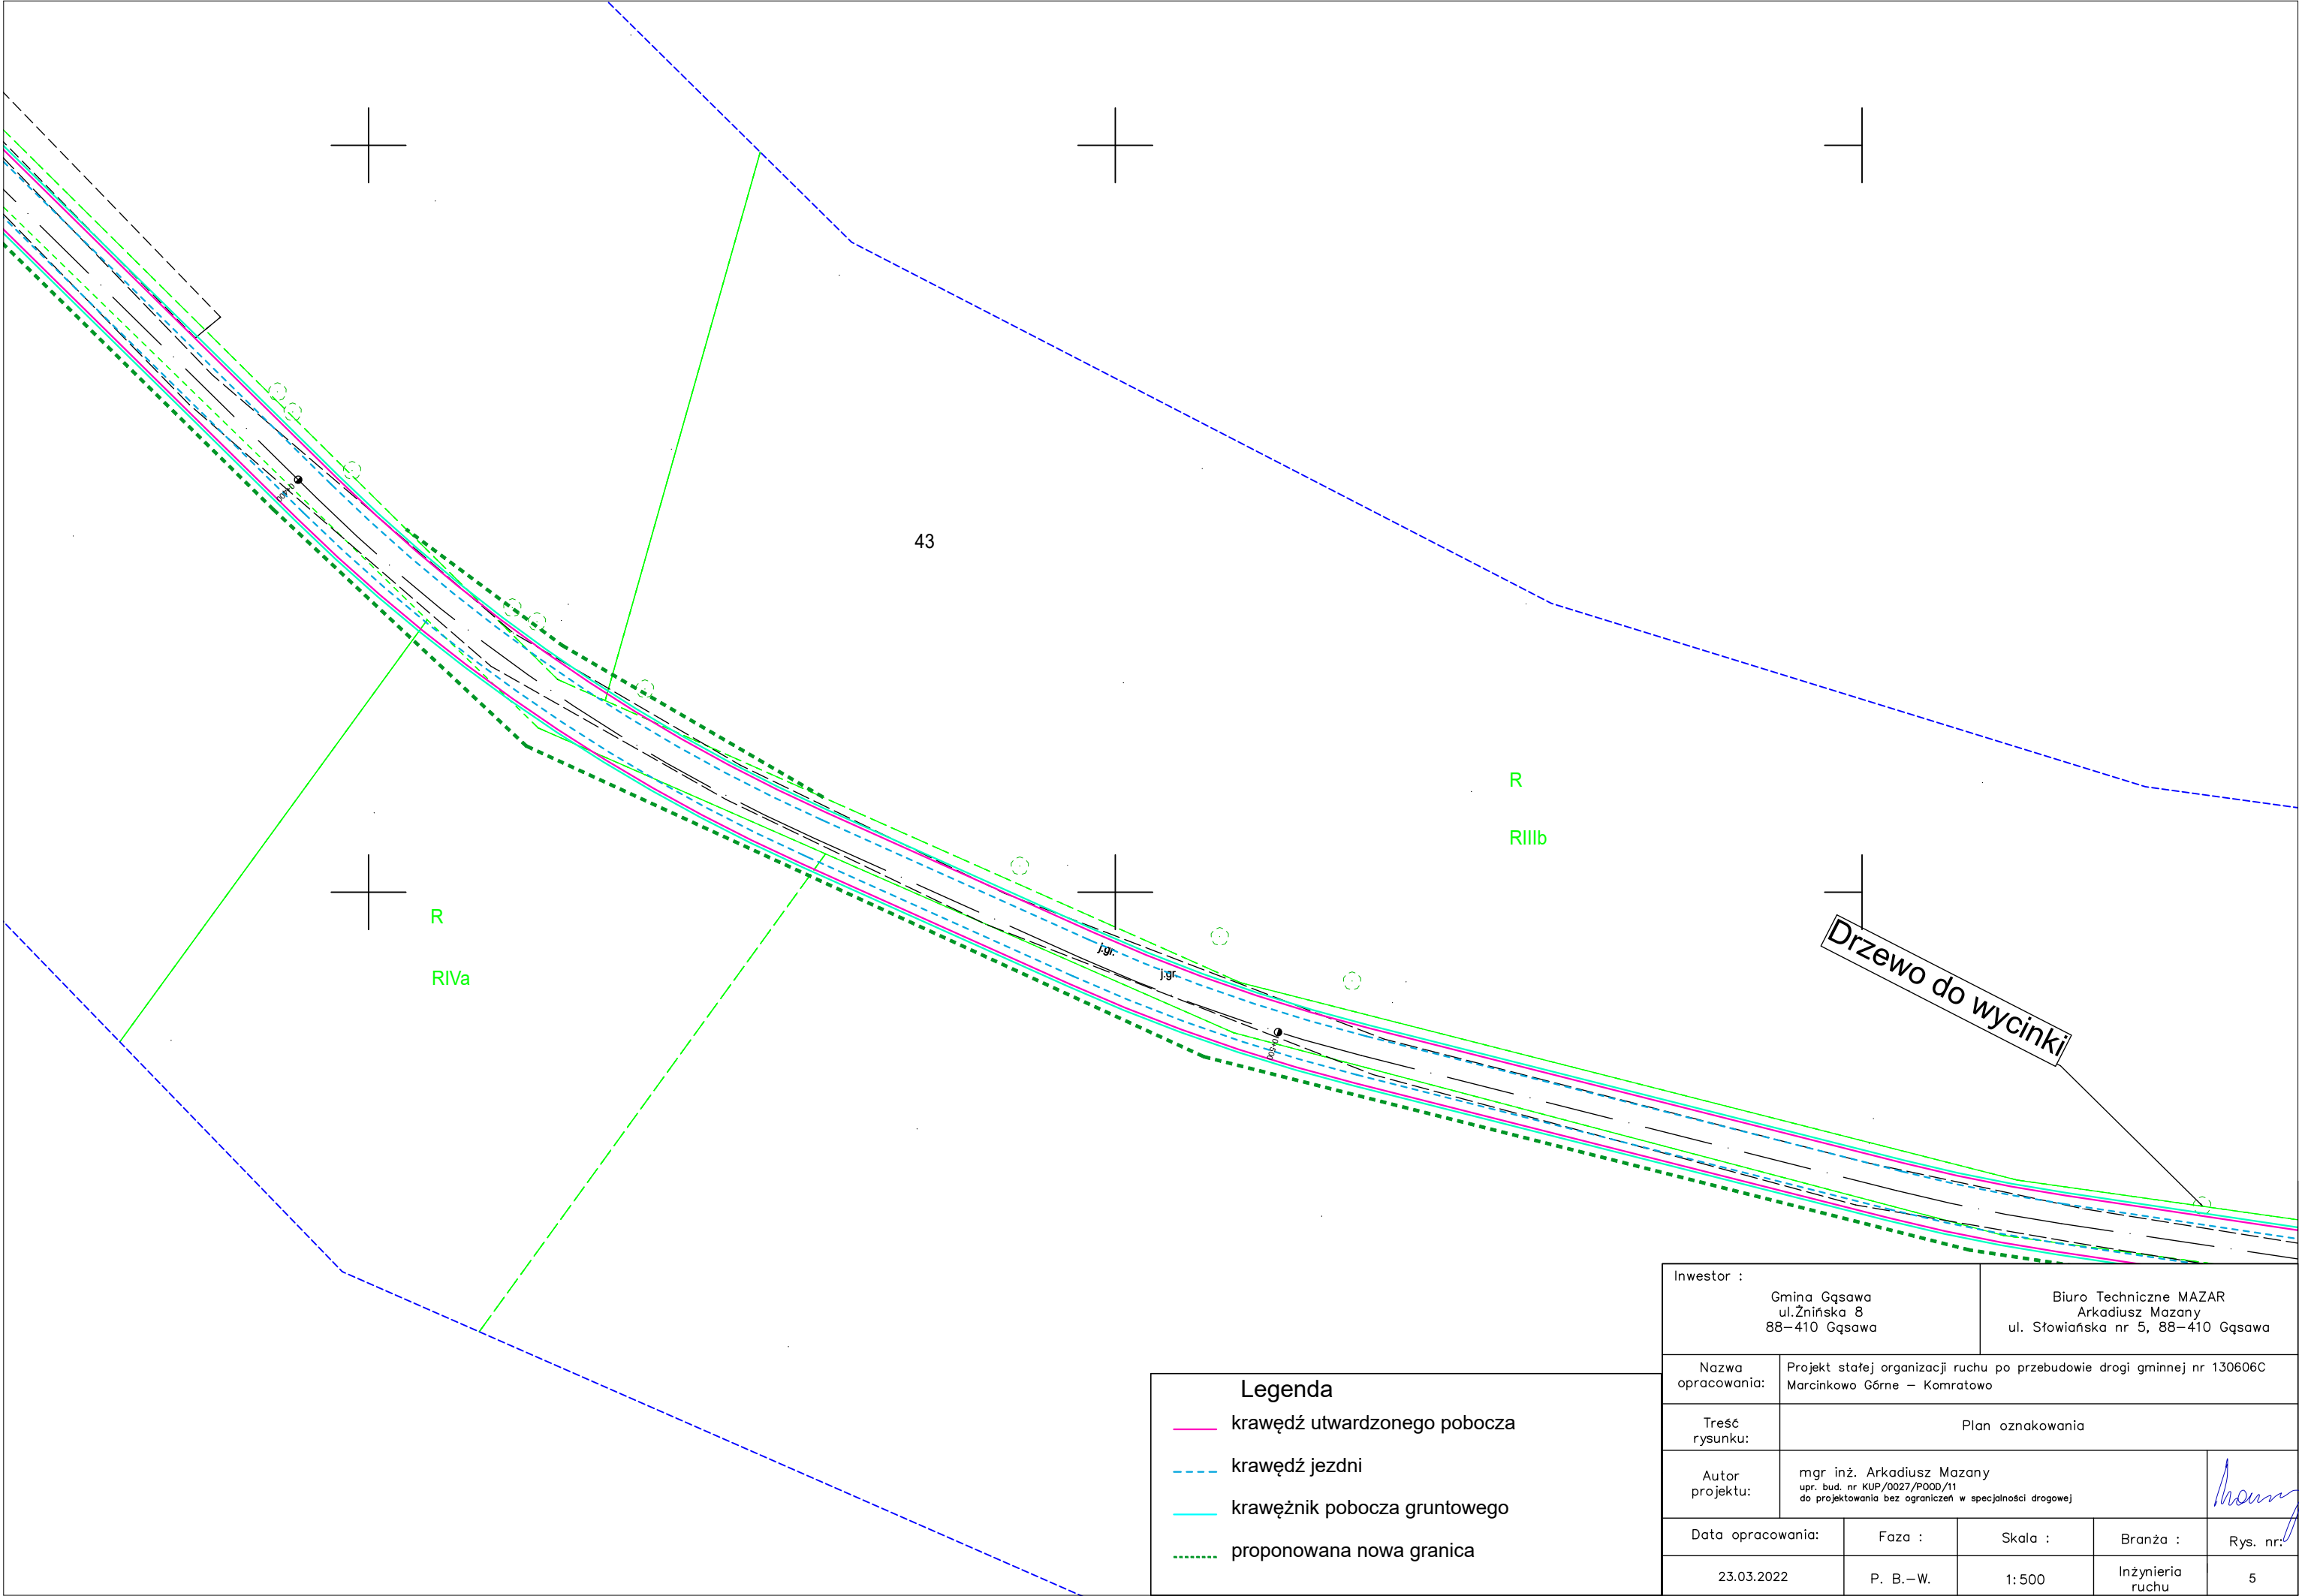 0+400
43
R
RIIIb
R
RIVa
j.gr.
j.gr.
0+500
Drzewo do wycinki
Legenda
krawędź utwardzonego pobocza
krawędź jezdni
krawężnik pobocza gruntowego
proponowana nowa granica
Inwestor :
Gmina Gąsawa
ul.Żnińska 8
88-410 Gąsawa
Biuro Techniczne MAZAR
Arkadiusz Mazany
ul. Słowiańska nr 5, 88-410 Gąsawa
Nazwa
opracowania:
Projekt stałej organizacji ruchu po przebudowie drogi gminnej nr 130606C
Marcinkowo Górne – Komratowo
Treść
rysunku:
Plan oznakowania
Autor
projektu:
mgr inż. Arkadiusz Mazany
upr. bud. nr KUP/0027/POOD/11
do projektowania bez ograniczeń w specjalności drogowej
Data opracowania:
Faza :
Skala :
Branża :
Rys. nr:
23.03.2022
P. B.-W.
1:500
Inżynieria
ruchu
5